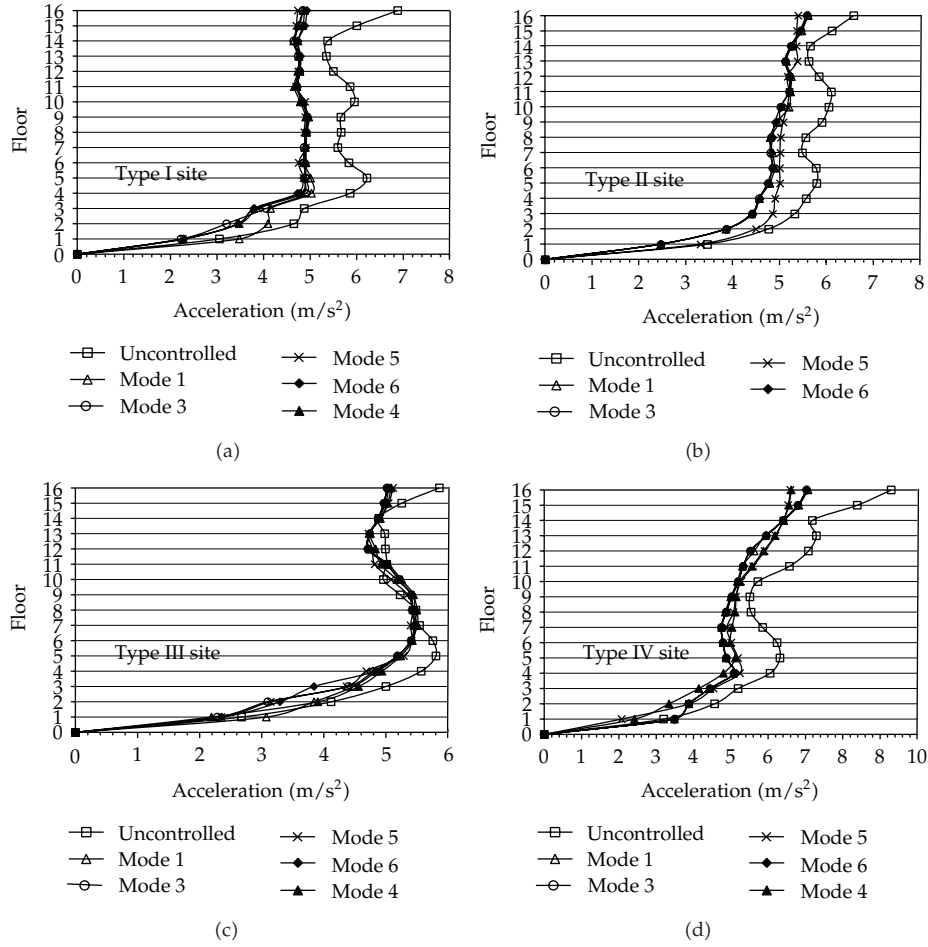 16
15
14
13
12
11
10
9
8
7
6
5
4
3
2
1
0
Floor
Type I site
0 1 2 3 4 5 6 7 8
Acceleration (m/s²)
Uncontrolled
Mode 1
Mode 3
Mode 5
Mode 6
Mode 4
(a)
16
15
14
13
12
11
10
9
8
7
6
5
4
3
2
1
0
Floor
Type II site
0 1 2 3 4 5 6 7 8
Acceleration (m/s²)
Uncontrolled
Mode 1
Mode 3
Mode 5
Mode 6
(b)
16
15
14
13
12
11
10
9
8
7
6
5
4
3
2
1
0
Floor
Type III site
0 1 2 3 4 5 6
Acceleration (m/s²)
Uncontrolled
Mode 1
Mode 3
Mode 5
Mode 6
Mode 4
(c)
16
15
14
13
12
11
10
9
8
7
6
5
4
3
2
1
0
Floor
Type IV site
0 1 2 3 4 5 6 7 8 9 10
Acceleration (m/s²)
Uncontrolled
Mode 1
Mode 3
Mode 5
Mode 6
Mode 4
(d)